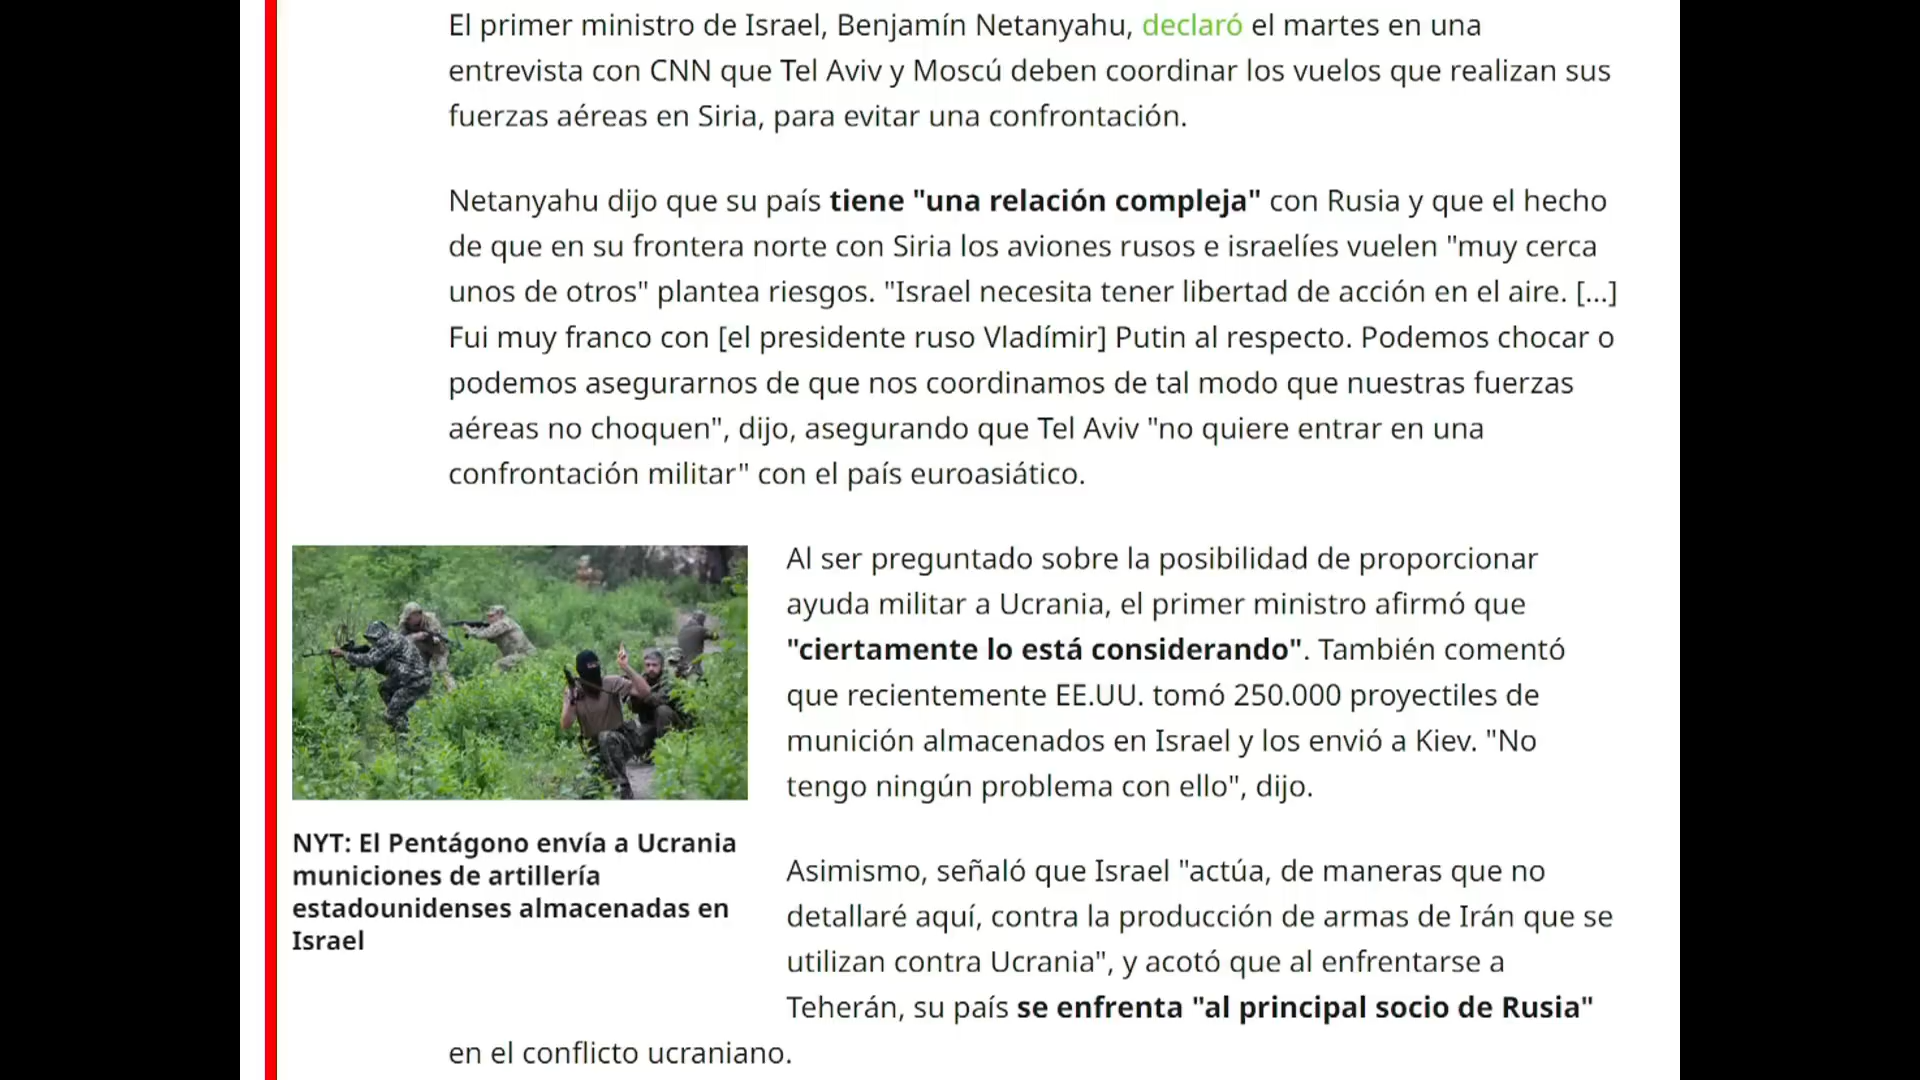 El primer ministro de Israel, Benjamín Netanyahu, declaró el martes en una
entrevista con CNN que Tel Aviv y Moscú deben coordinar los vuelos que realizan sus
fuerzas aéreas en Siria, para evitar una confrontación.
Netanyahu dijo que su país tiene "una relación compleja" con Rusia y que el hecho
de que en su frontera norte con Siria los aviones rusos e israelíes vuelen "muy cerca
unos de otros" plantea riesgos. "Israel necesita tener libertad de acción en el aire. [...]
Fui muy franco con [el presidente ruso Vladímir] Putin al respecto. Podemos chocar o
podemos asegurarnos de que nos coordinamos de tal modo que nuestras fuerzas
aéreas no choquen", dijo, asegurando que Tel Aviv "no quiere entrar en una
confrontación militar" con el país euroasiático.
NYT: El Pentágono envía a Ucrania
municiones de artillería
estadounidenses almacenadas en
Israel
Al ser preguntado sobre la posibilidad de proporcionar
ayuda militar a Ucrania, el primer ministro afirmó que
"ciertamente lo está considerando". También comentó
que recientemente EE.UU. tomó 250.000 proyectiles de
munición almacenados en Israel y los envió a Kiev. "No
tengo ningún problema con ello", dijo.
Asimismo, señaló que Israel "actúa, de maneras que no
detallaré aquí, contra la producción de armas de Irán que se
utilizan contra Ucrania", y acotó que al enfrentarse a
Teherán, su país se enfrenta "al principal socio de Rusia"
en el conflicto ucraniano.